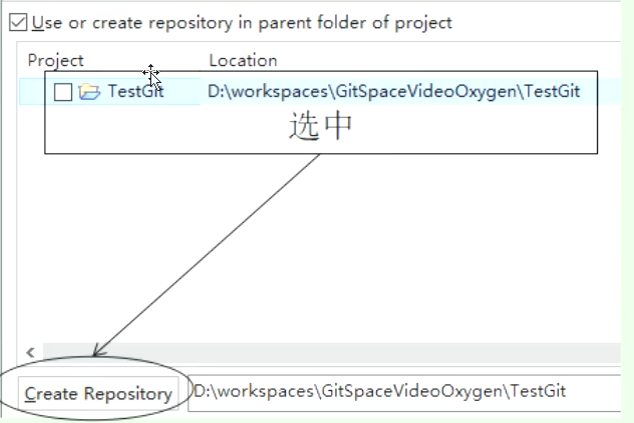 Use or create repository in parent folder of project
Project Location
TestGit D:\workspaces\GitSpaceVideoOxygen\TestGit
选中
Create Repository D:\workspaces\GitSpaceVideoOxygen\TestGit